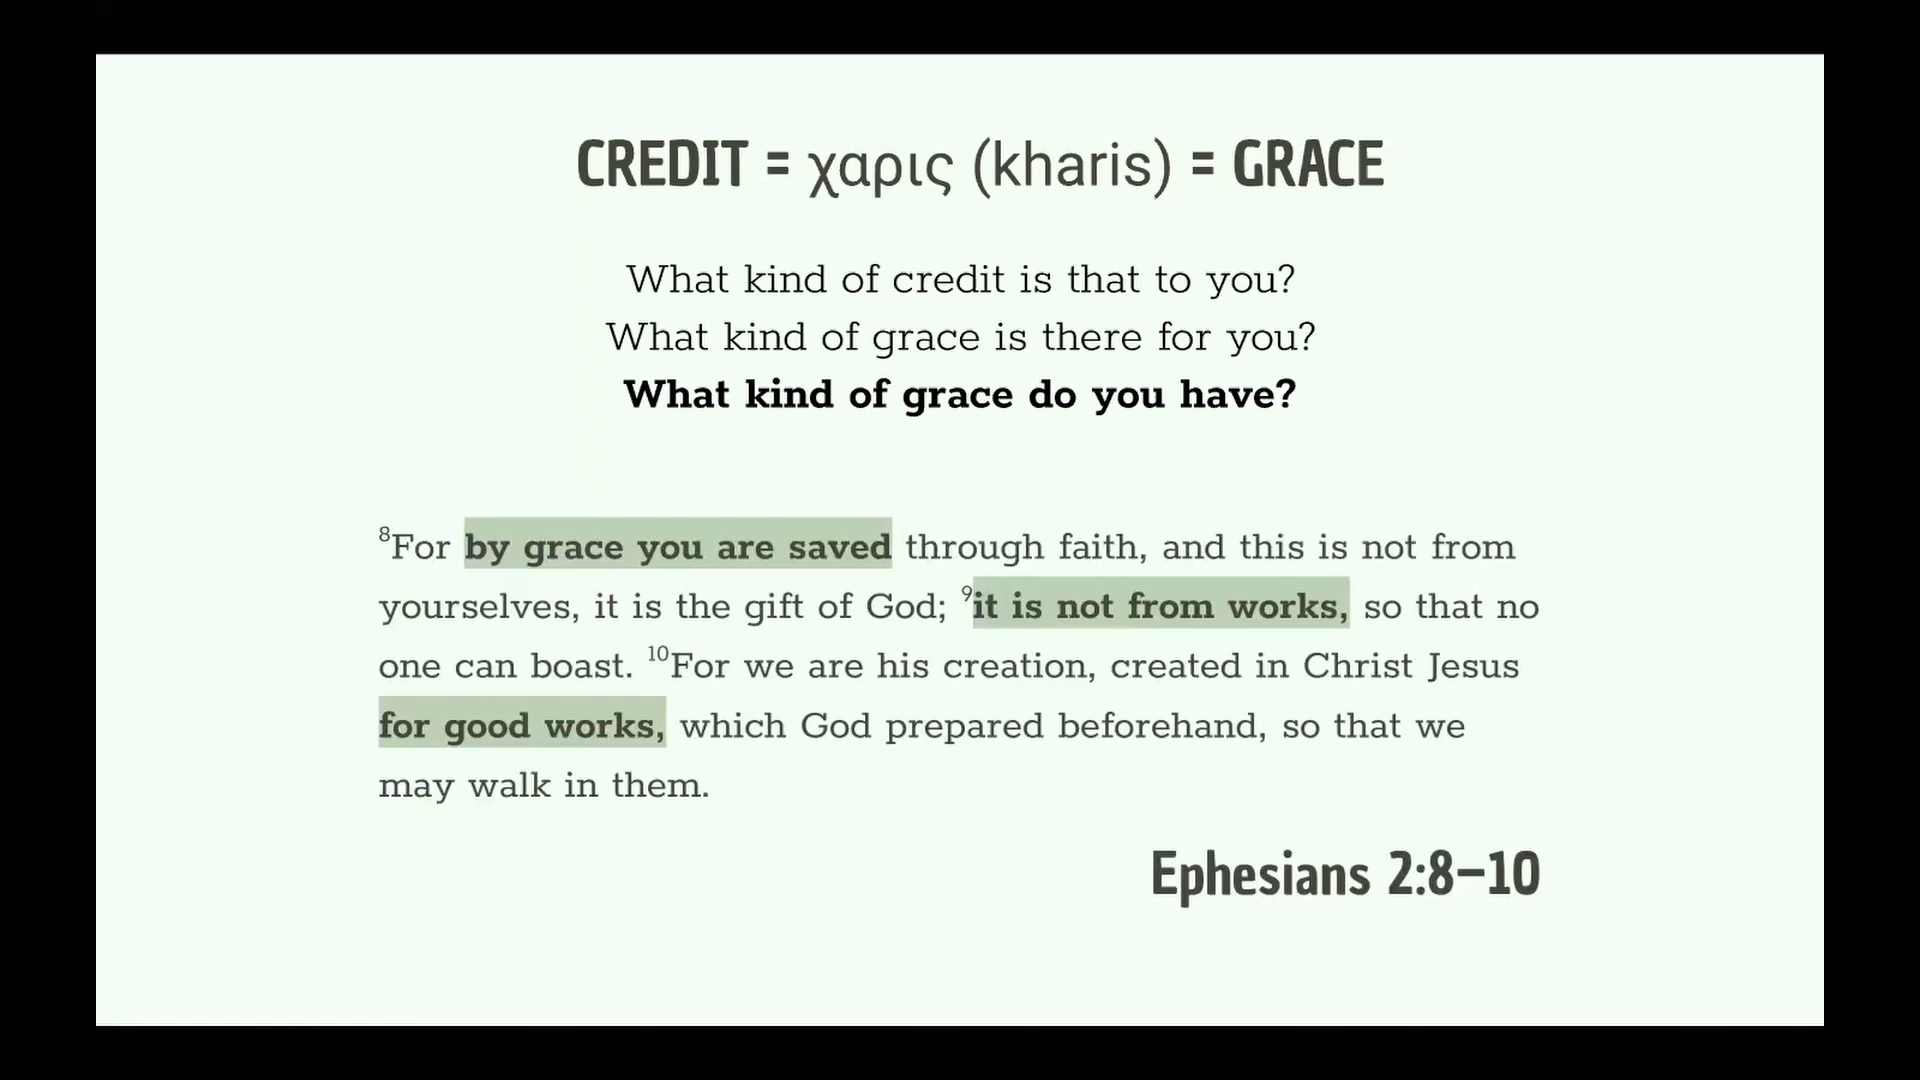 CREDIT = χαρις (kharis) = GRACE
What kind of credit is that to you?
What kind of grace is there for you?
What kind of grace do you have?
8For by grace you are saved through faith, and this is not from
yourselves, it is the gift of God; 9it is not from works, so that no
one can boast. 10For we are his creation, created in Christ Jesus
for good works, which God prepared beforehand, so that we
may walk in them.
Ephesians 2:8–10